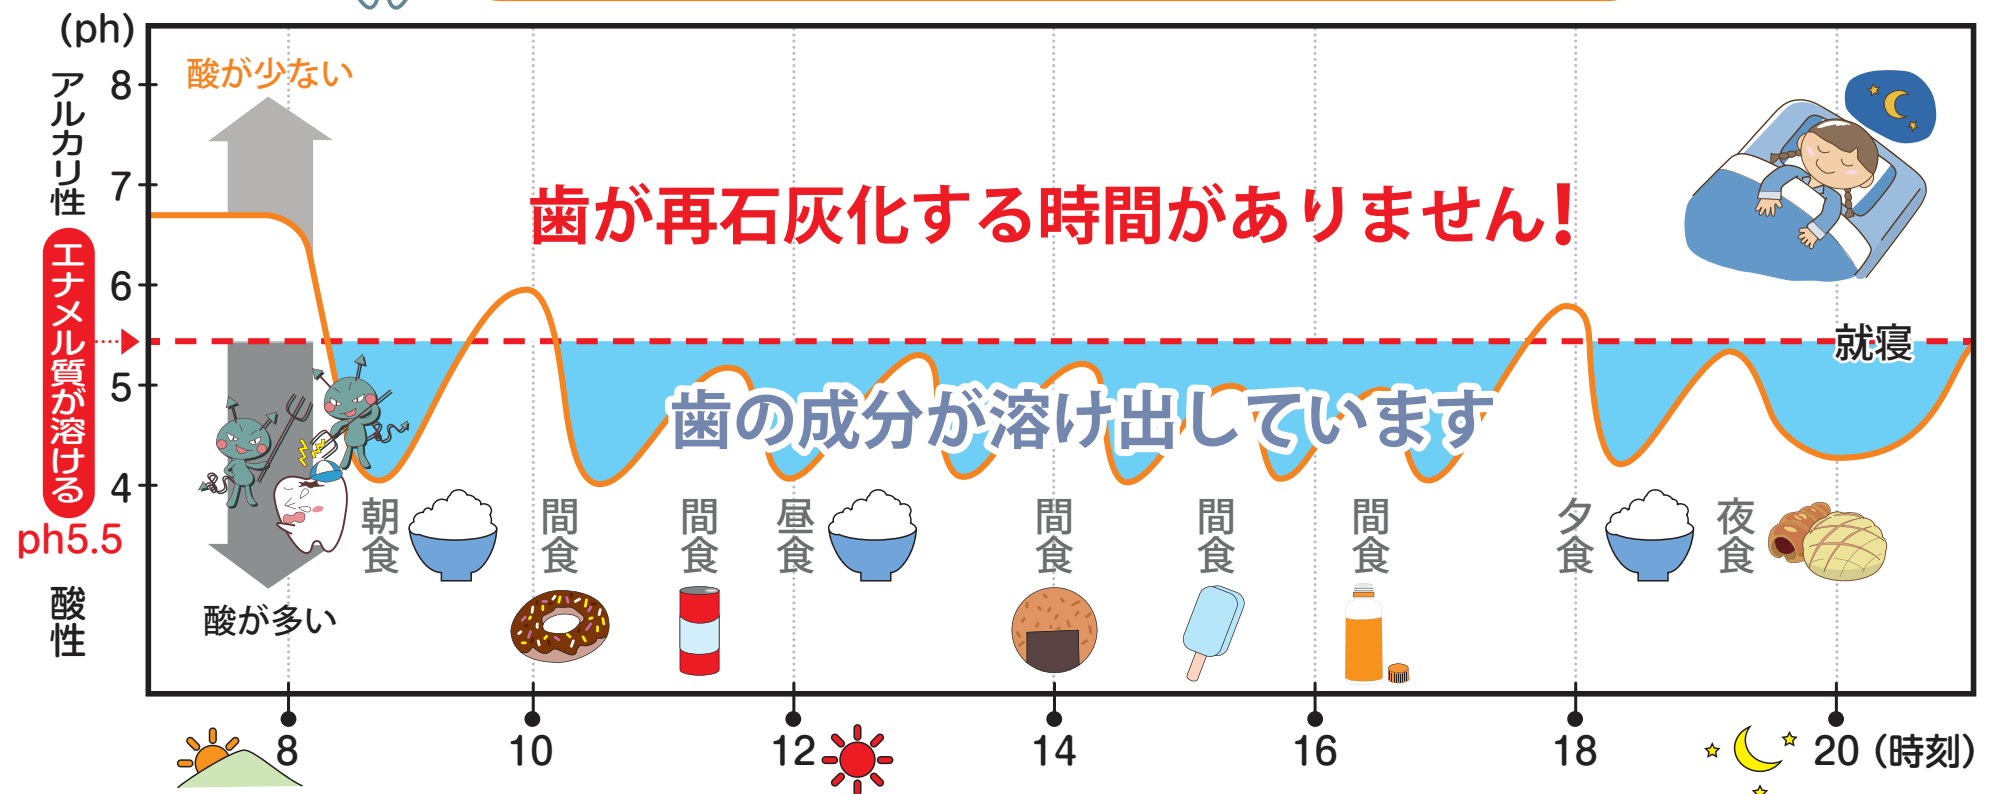 (ph)
アルカリ性
エナメル質が溶ける
ph5.5
酸性
8
7
6
5
4
酸が少ない
酸が多い
歯が再石灰化する時間がありません!
歯の成分が溶け出しています
就寝
朝食
間食
間食
昼食
間食
間食
間食
夕食
夜食
8 10 12 14 16 18 20 (時刻)